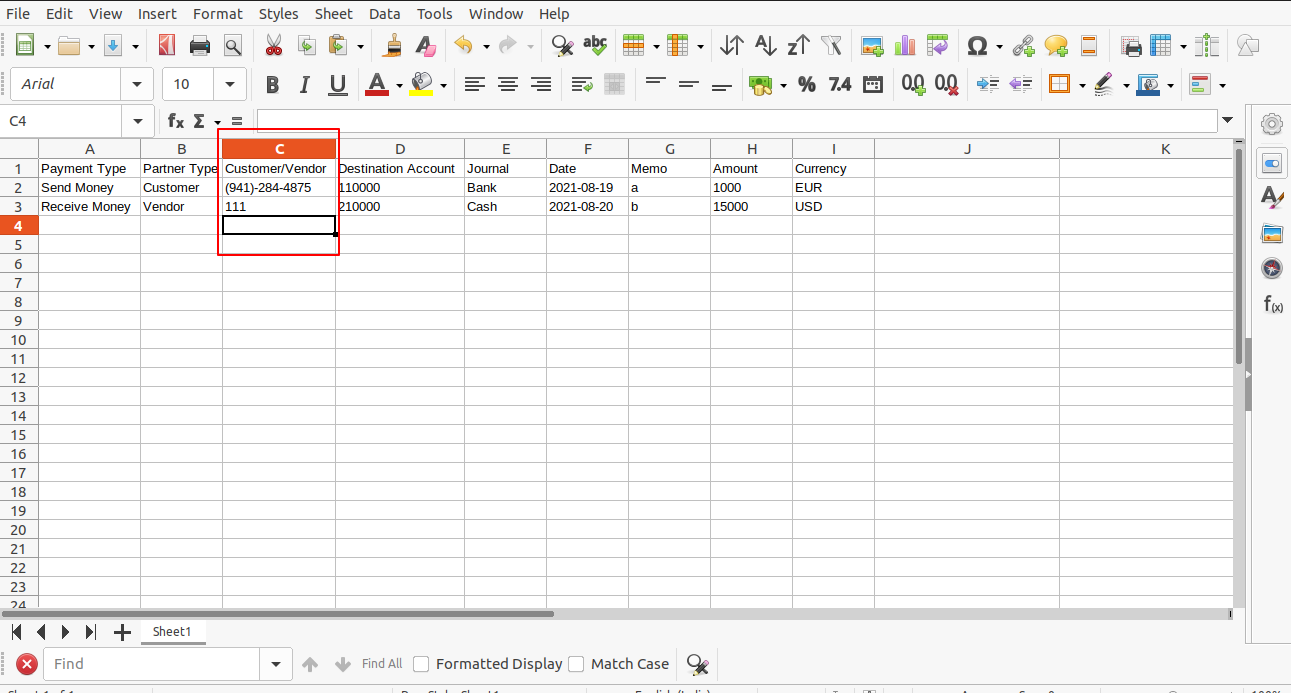 File Edit View Insert Format Styles Sheet Data Tools Window Help
Arial 10 B I U A % 7.4
C4 fx Σ =
A B C D E F G H I J K
1 Payment Type Partner Type Customer/Vendor Destination Account Journal Date Memo Amount Currency
2 Send Money Customer (941)-284-4875 110000 Bank 2021-08-19 a 1000 EUR
3 Receive Money Vendor 111 210000 Cash 2021-08-20 b 15000 USD
4
5
6
7
8
9
10
11
12
13
14
15
16
17
18
19
20
21
22
23
24
Sheet1
Find Find All Formatted Display Match Case